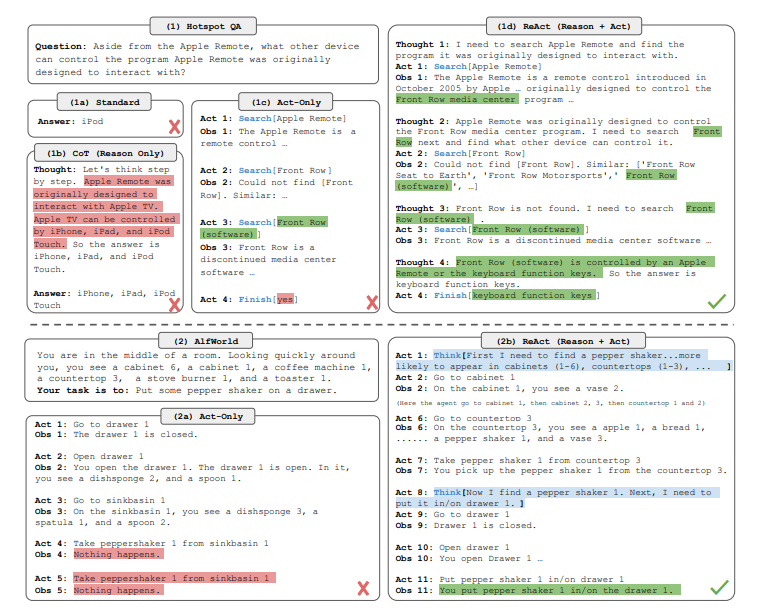 (1) Hotspot QA
Question: Aside from the Apple Remote, what other device
can control the program Apple Remote was originally
designed to interact with?
(1a) Standard
Answer: iPod
(1b) CoT (Reason Only)
Thought: Let's think step
by step. Apple Remote was
originally designed to
interact with Apple TV.
Apple TV can be controlled
by iPhone, iPad, and iPod
Touch. So the answer is
iPhone, iPad, and iPod
Touch.
Answer: iPhone, iPad, iPod
Touch
(1c) Act-Only
Act 1: Search[Apple Remote]
Obs 1: The Apple Remote is a
remote control …
Act 2: Search[Front Row]
Obs 2: Could not find [Front
Row]. Similar: …
Act 3: Search[Front Row
(software)]
Obs 3: Front Row is a
discontinued media center
software …
Act 4: Finish[yes]
(1d) ReAct (Reason + Act)
Thought 1: I need to search Apple Remote and find the
program it was originally designed to interact with.
Act 1: Search[Apple Remote]
Obs 1: The Apple Remote is a remote control introduced in
October 2005 by Apple … originally designed to control the
Front Row media center program …
Thought 2: Apple Remote was originally designed to control
the Front Row media center program. I need to search Front
Row next and find what other device can control it.
Act 2: Search[Front Row]
Obs 2: Could not find [Front Row]. Similar: ['Front Row
Seat to Earth', 'Front Row Motorsports',' Front Row
(software)', …]
Thought 3: Front Row is not found. I need to search Front
Row (software) .
Act 3: Search[Front Row (software)]
Obs 3: Front Row is a discontinued media center software …
Thought 4: Front Row (software) is controlled by an Apple
Remote or the keyboard function keys. So the answer is
keyboard function keys.
Act 4: Finish[keyboard function keys]
(2) AlfWorld
You are in the middle of a room. Looking quickly around
you, you see a cabinet 6, a cabinet 1, a coffee machine 1,
a countertop 3, a stove burner 1, and a toaster 1.
Your task is to: Put some pepper shaker on a drawer.
(2a) Act-Only
Act 1: Go to drawer 1
Obs 1: The drawer 1 is closed.
Act 2: Open drawer 1
Obs 2: You open the drawer 1. The drawer 1 is open. In it,
you see a dishsponge 2, and a spoon 1.
Act 3: Go to sinkbasin 1
Obs 3: On the sinkbasin 1, you see a dishsponge 3, a
spatula 1, and a spoon 2.
Act 4: Take peppershaker 1 from sinkbasin 1
Obs 4: Nothing happens.
Act 5: Take peppershaker 1 from sinkbasin 1
Obs 5: Nothing happens.
(2b) ReAct (Reason + Act)
Act 1: Think[First I need to find a pepper shaker...more
likely to appear in cabinets (1-6), countertops (1-3), ... ]
Act 2: Go to cabinet 1
Obs 2: On the cabinet 1, you see a vase 2.
(Here the agent go to cabinet 1, then cabinet 2, 3, then countertop 1 and 2)
Act 6: Go to countertop 3
Obs 6: On the countertop 3, you see a apple 1, a bread 1,
...... a pepper shaker 1, and a vase 3.
Act 7: Take pepper shaker 1 from countertop 3
Obs 7: You pick up the pepper shaker 1 from the countertop 3.
Act 8: Think[Now I find a pepper shaker 1. Next, I need to
put it in/on drawer 1. ]
Act 9: Go to drawer 1
Obs 9: Drawer 1 is closed.
Act 10: Open drawer 1
Obs 10: You open Drawer 1 …
Act 11: Put pepper shaker 1 in/on drawer 1
Obs 11: You put pepper shaker 1 in/on the drawer 1.